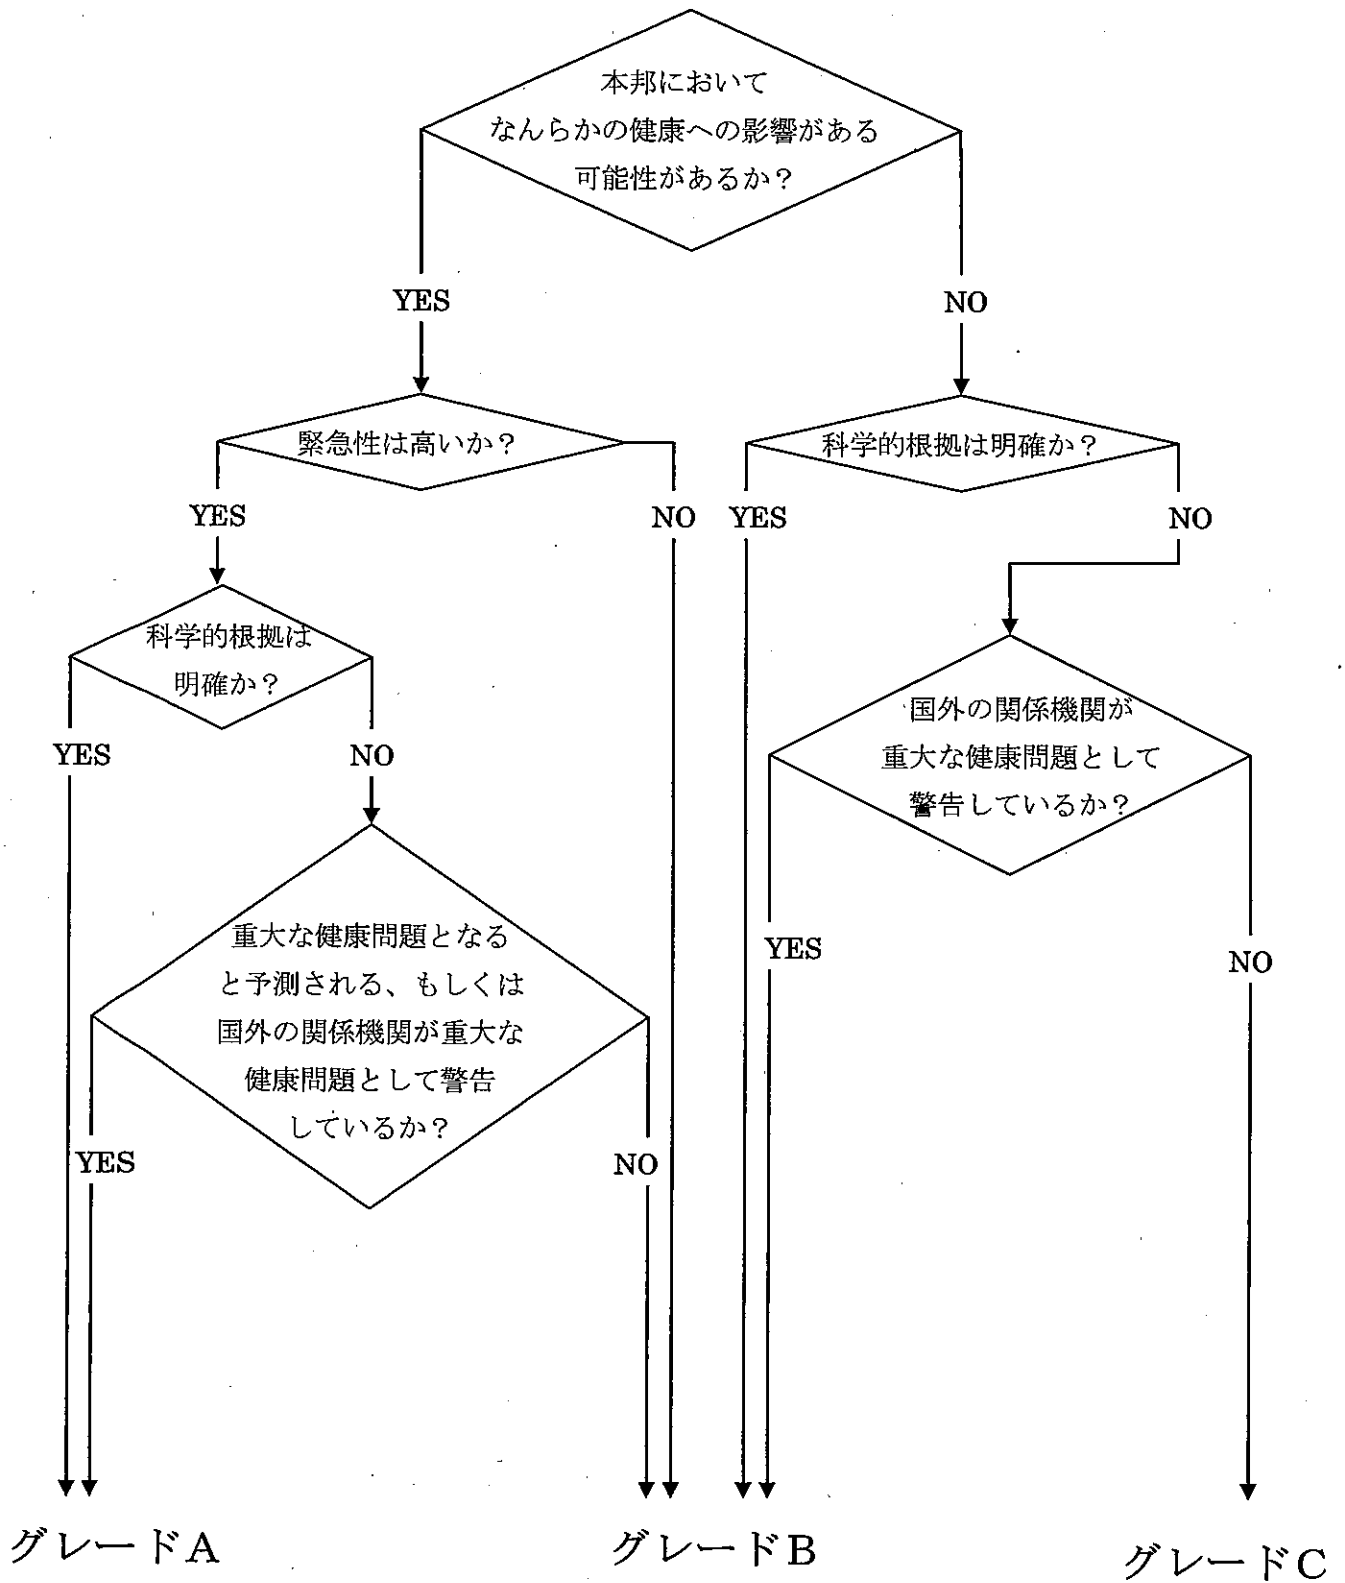 本邦において
なんらかの健康への影響がある
可能性があるか？
YES
NO
緊急性は高いか？
科学的根拠は明確か？
YES
NO
YES
NO
科学的根拠は
明確か？
国外の関係機関が
重大な健康問題として
警告しているか？
YES
NO
重大な健康問題となる
と予測される、もしくは
国外の関係機関が重大な
健康問題として警告
しているか？
YES
NO
YES
NO
グレードA
グレードB
グレードC